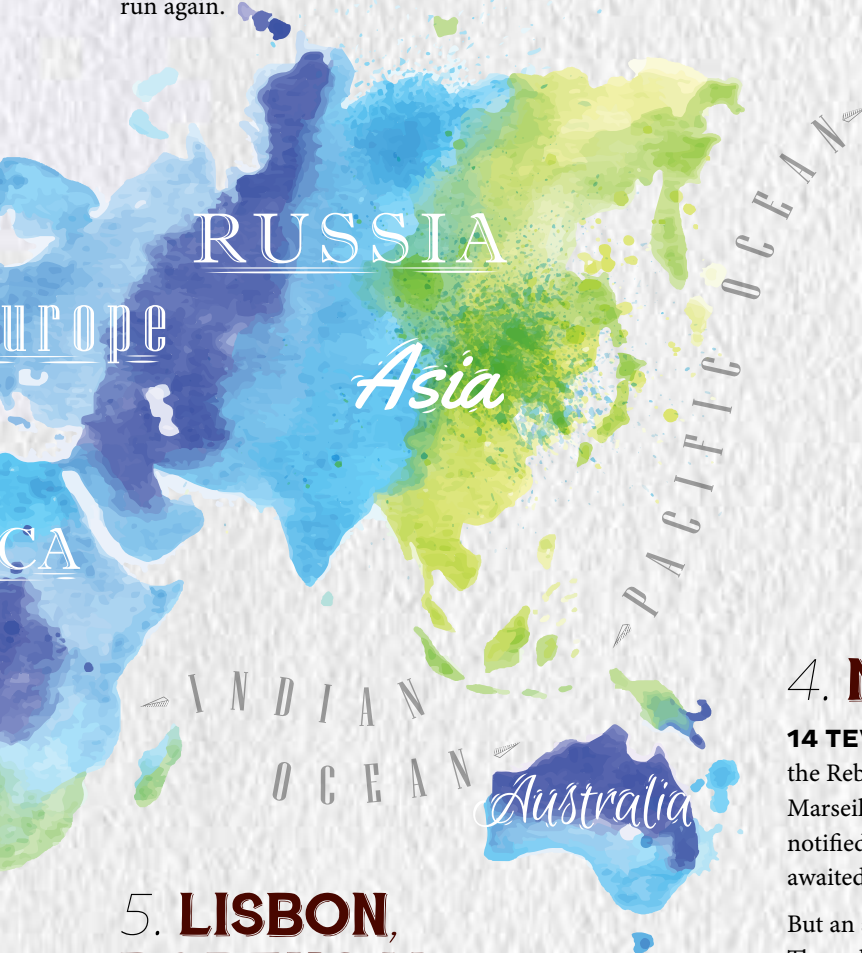 run again.
PACIFIC OCEAN
RUSSIA
urope
Asia
CA
INDIAN
OCEAN
4.
14 TEV
the Reb
Marseil
notified
awaited
But an
Australia
5. LISBON,